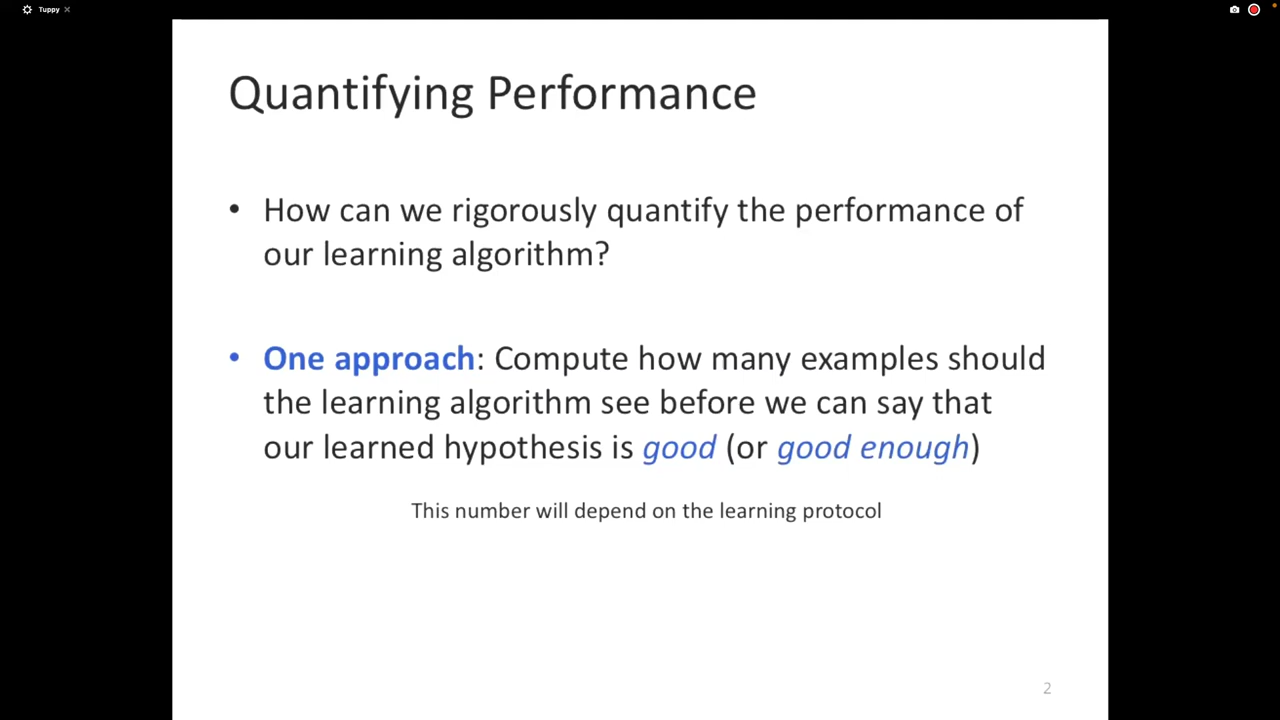 Tuppy
Quantifying Performance
• How can we rigorously quantify the performance of
our learning algorithm?
• One approach: Compute how many examples should
the learning algorithm see before we can say that
our learned hypothesis is good (or good enough)
This number will depend on the learning protocol
2